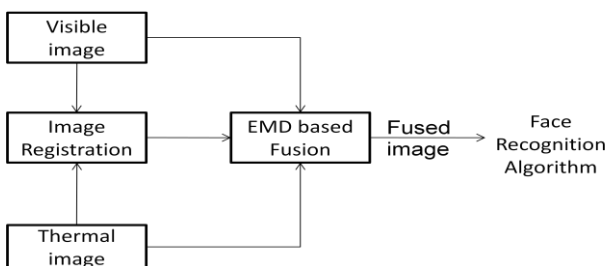 Visible
image
Image
Registration
EMD based
Fusion
Fused
image
Face
Recognition
Algorithm
Thermal
image